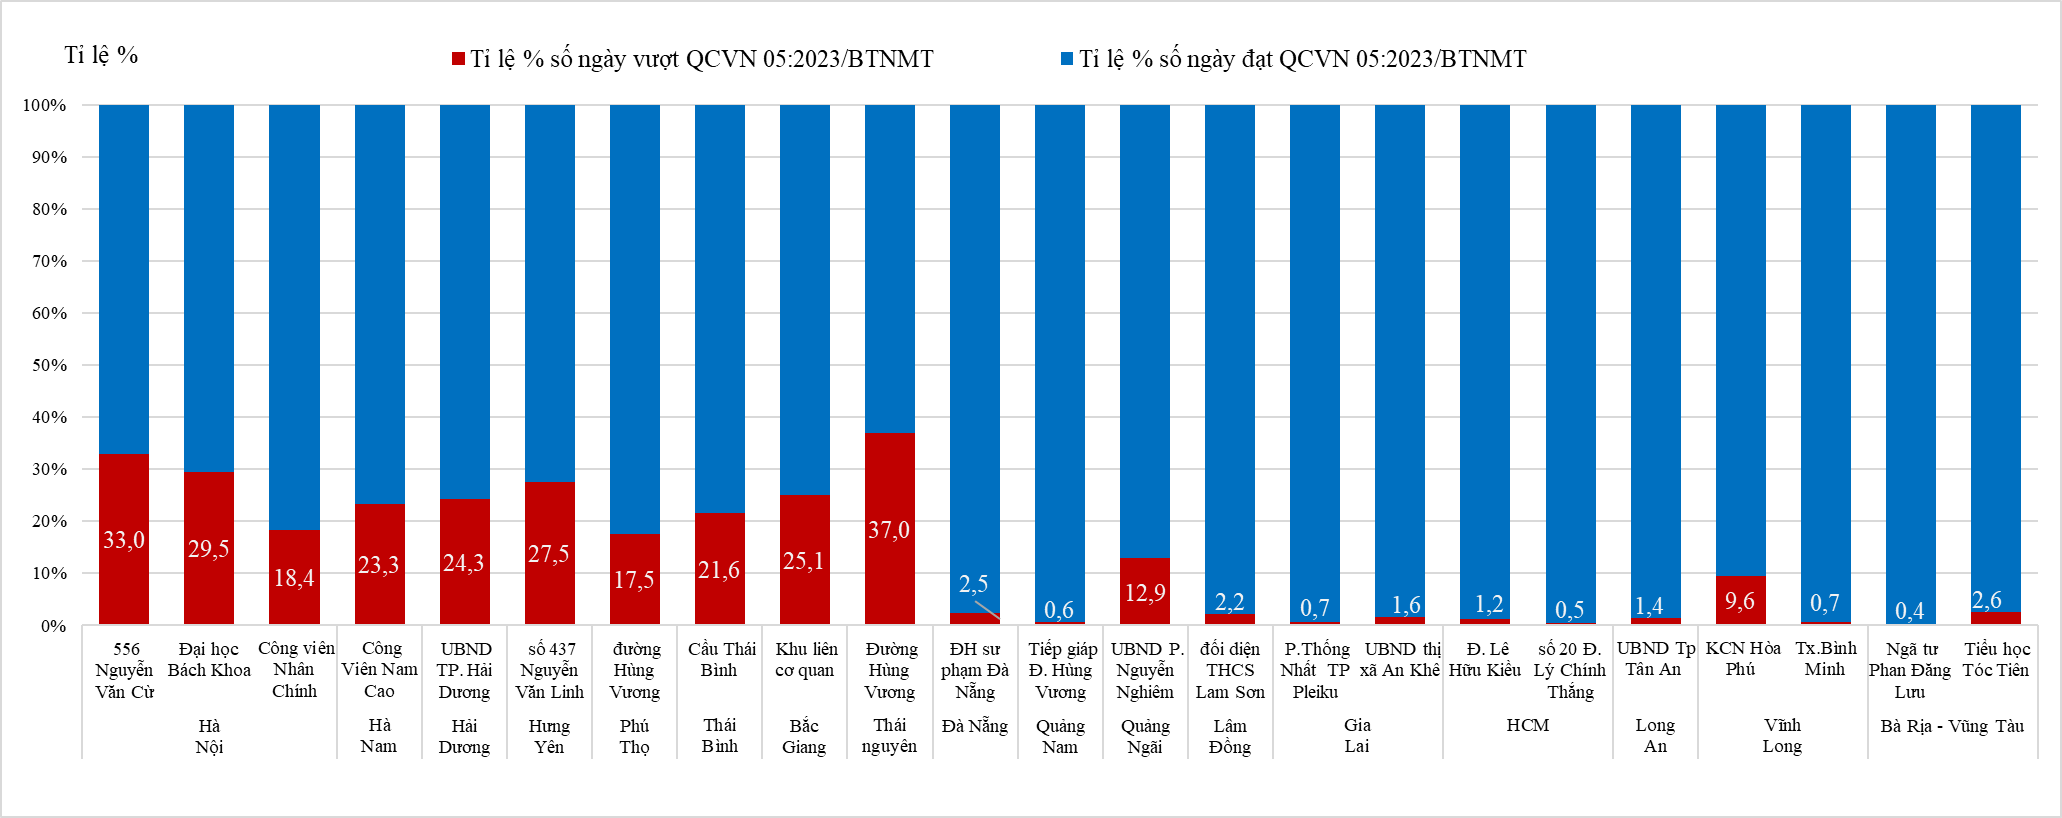 Tỉ lệ %
Tỉ lệ % số ngày vượt QCVN 05:2023/BTNMT
Tỉ lệ % số ngày đạt QCVN 05:2023/BTNMT
100%
90%
80%
70%
60%
50%
40%
30%
20%
10%
0%
33,0
29,5
18,4
23,3
24,3
27,5
17,5
21,6
25,1
37,0
2,5
0,6
12,9
2,2
0,7
1,6
1,2
0,5
1,4
9,6
0,7
0,4
2,6
556
Nguyễn
Văn Cừ
Đại học
Bách Khoa
Công viên
Nhân
Chính
Công
Viên Nam
Cao
UBND
TP. Hải
Dương
số 437
Nguyễn
Văn Linh
đường
Hùng
Vương
Cầu Thái
Bình
Khu liên
cơ quan
Đường
Hùng
Vương
ĐH sư
phạm Đà
Nẵng
Tiếp giáp
Đ. Hùng
Vương
UBND P.
Nguyễn
Nghiêm
đối diện
THCS
Lam Sơn
P.Thống
Nhất TP
Pleiku
UBND thị
xã An Khê
Đ. Lê
Hữu Kiều
số 20 Đ.
Lý Chính
Thắng
UBND Tp
Tân An
KCN Hòa
Phú
Tx.Bình
Minh
Ngã tư
Phan Đăng
Lưu
Tiểu học
Tóc Tiên
Hà
Nội
Hà
Nam
Hải
Dương
Hưng
Yên
Phú
Thọ
Thái
Bình
Bắc
Giang
Thái
nguyên
Đà Nẵng
Quảng
Nam
Quảng
Ngãi
Lâm
Đồng
Gia
Lai
HCM
Long
An
Vĩnh
Long
Bà Rịa - Vũng Tàu